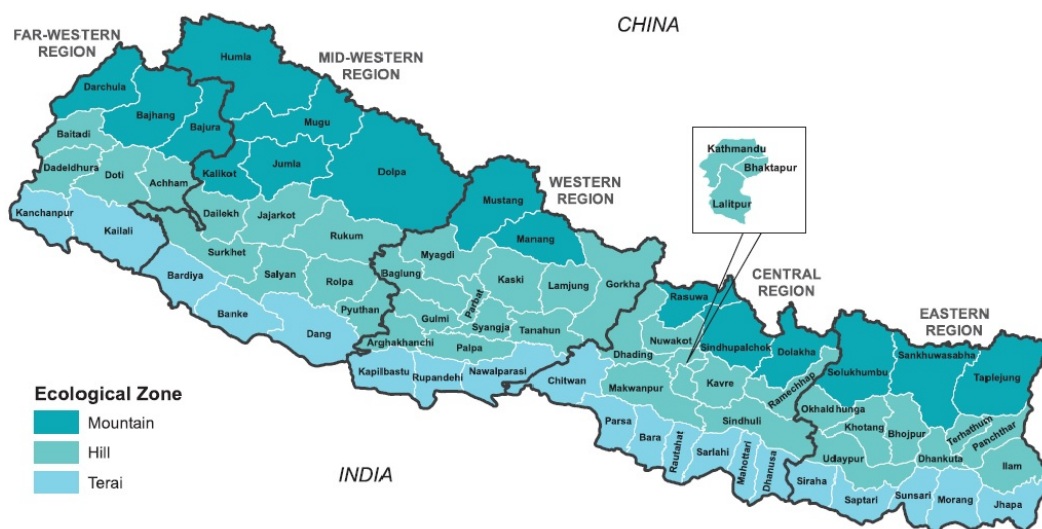 CHINA
FAR-WESTERN
REGION
MID-WESTERN
REGION
WESTERN
REGION
CENTRAL
REGION
EASTERN
REGION
INDIA
Humla
Darchula
Bajhang
Bajura
Mugu
Baitadi
Dadeldhura
Doti
Achham
Kalikot
Jumla
Dolpa
Kanchanpur
Kailali
Dailekh
Jajarkot
Rukum
Surkhet
Salyan
Rolpa
Pyuthan
Bardiya
Banke
Dang
Mustang
Manang
Myagdi
Baglung
Parbat
Kaski
Lamjung
Gorkha
Gulmi
Syangja
Tanahun
Arghakhanchi
Palpa
Kapilbastu
Rupandehi
Nawalparasi
Kathmandu
Bhaktapur
Lalitpur
Rasuwa
Nuwakot
Sindhupalchok
Dolakha
Dhading
Kavre
Ramechhap
Makwanpur
Sindhuli
Chitwan
Parsa
Bara
Rautahat
Sarlahi
Mahottari
Dhanusa
Solukhumbu
Sankhuwasabha
Taplejung
Okhaldhunga
Khotang
Bhojpur
Terhathum
Panchthar
Udaypur
Dhankuta
Ilam
Siraha
Saptari
Sunsari
Morang
Jhapa
Ecological Zone
Mountain
Hill
Terai